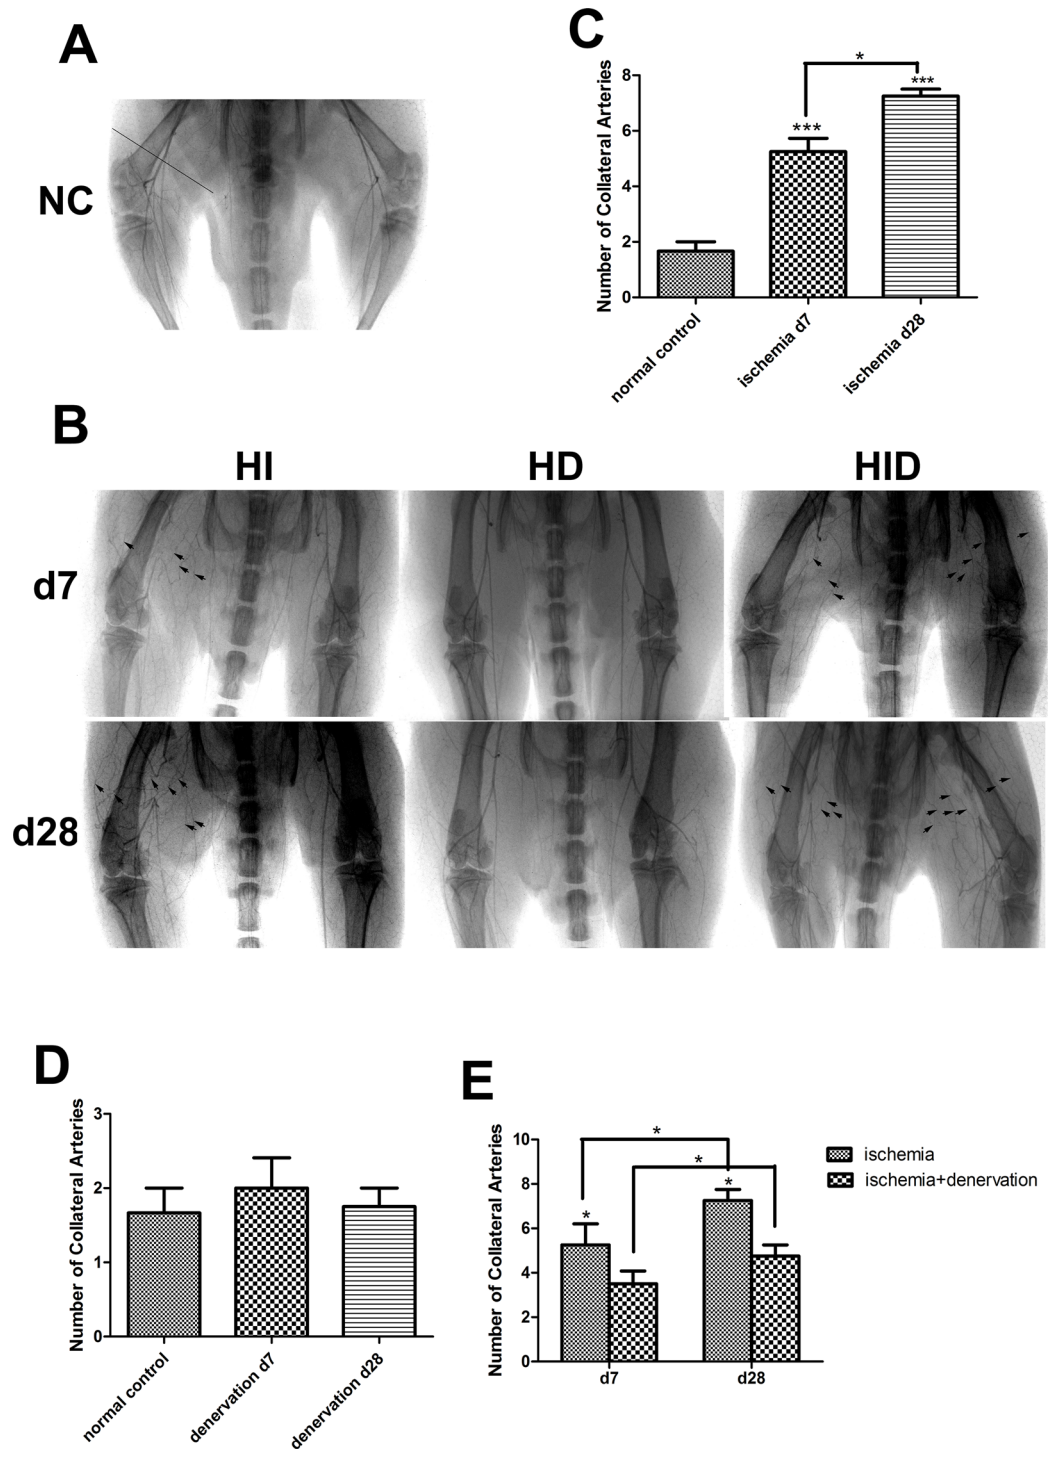 A
NC
C
Number of Collateral Arteries
8
6
4
2
0
*
***
***
normal control
ischemia d7
ischemia d28
B
HI
HD
HID
d7
d28
D
Number of Collateral Arteries
3
2
1
0
normal control
denervation d7
denervation d28
E
Number of Collateral Arteries
10
8
6
4
2
0
*
*
*
*
d7
d28
ischemia
ischemia+denervation